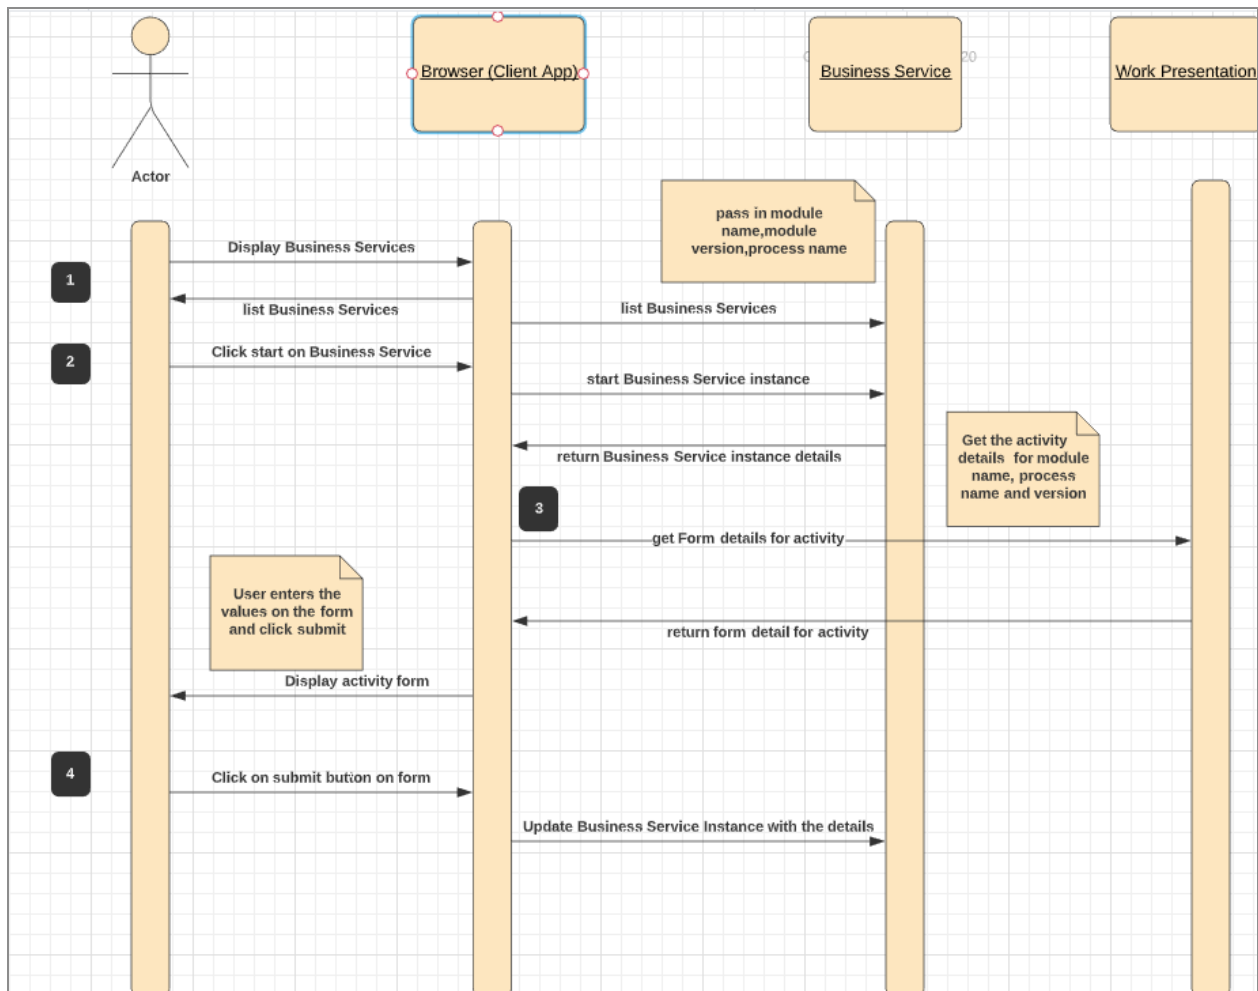 Browser (Client App)
Business Service
20
Work Presentation
Actor
pass in module
name,module
version,process name
Display Business Services
1
list Business Services
list Business Services
2
Click start on Business Service
start Business Service instance
return Business Service instance details
Get the activity
details for module
name, process
name and version
3
get Form details for activity
User enters the
values on the form
and click submit
return form detail for activity
Display activity form
4
Click on submit button on form
Update Business Service Instance with the details